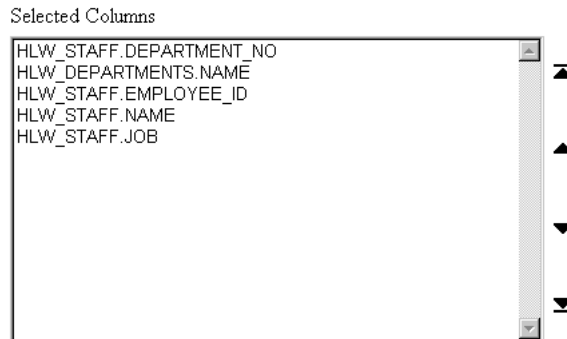 Selected Columns
HLW_STAFF.DEPARTMENT_NO
HLW_DEPARTMENTS.NAME
HLW_STAFF.EMPLOYEE_ID
HLW_STAFF.NAME
HLW_STAFF.JOB